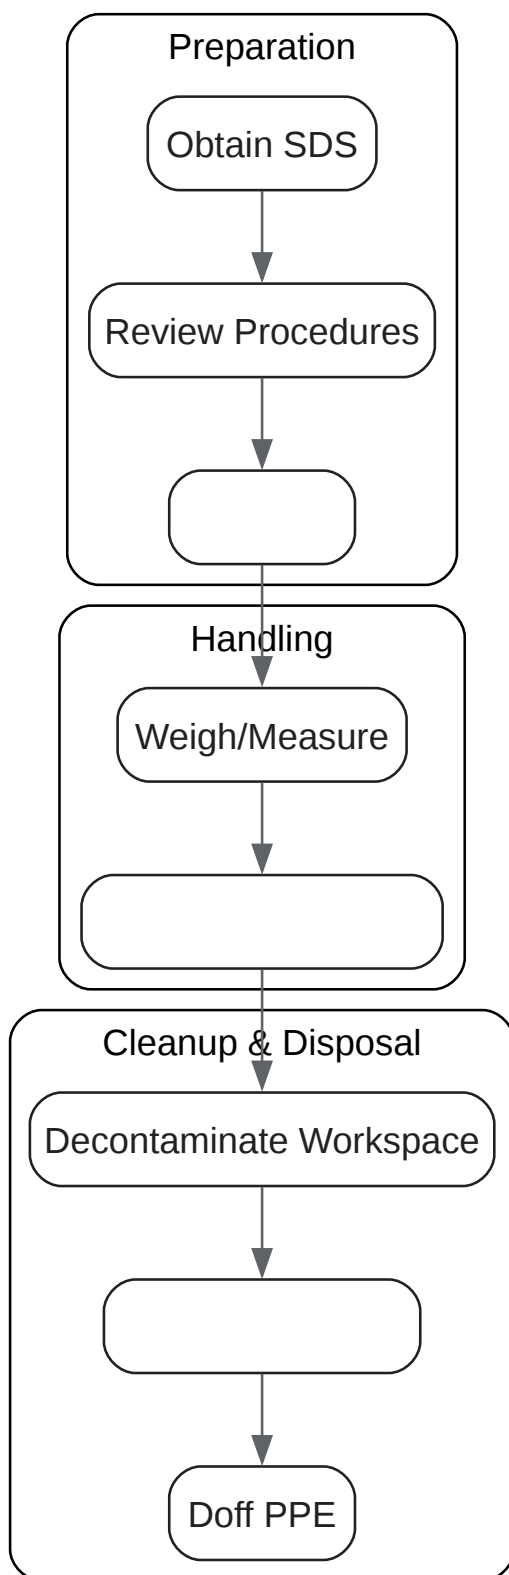 Preparation
Obtain SDS
Review Procedures
Handling
Weigh/Measure
Cleanup & Disposal
Decontaminate Workspace
Doff PPE